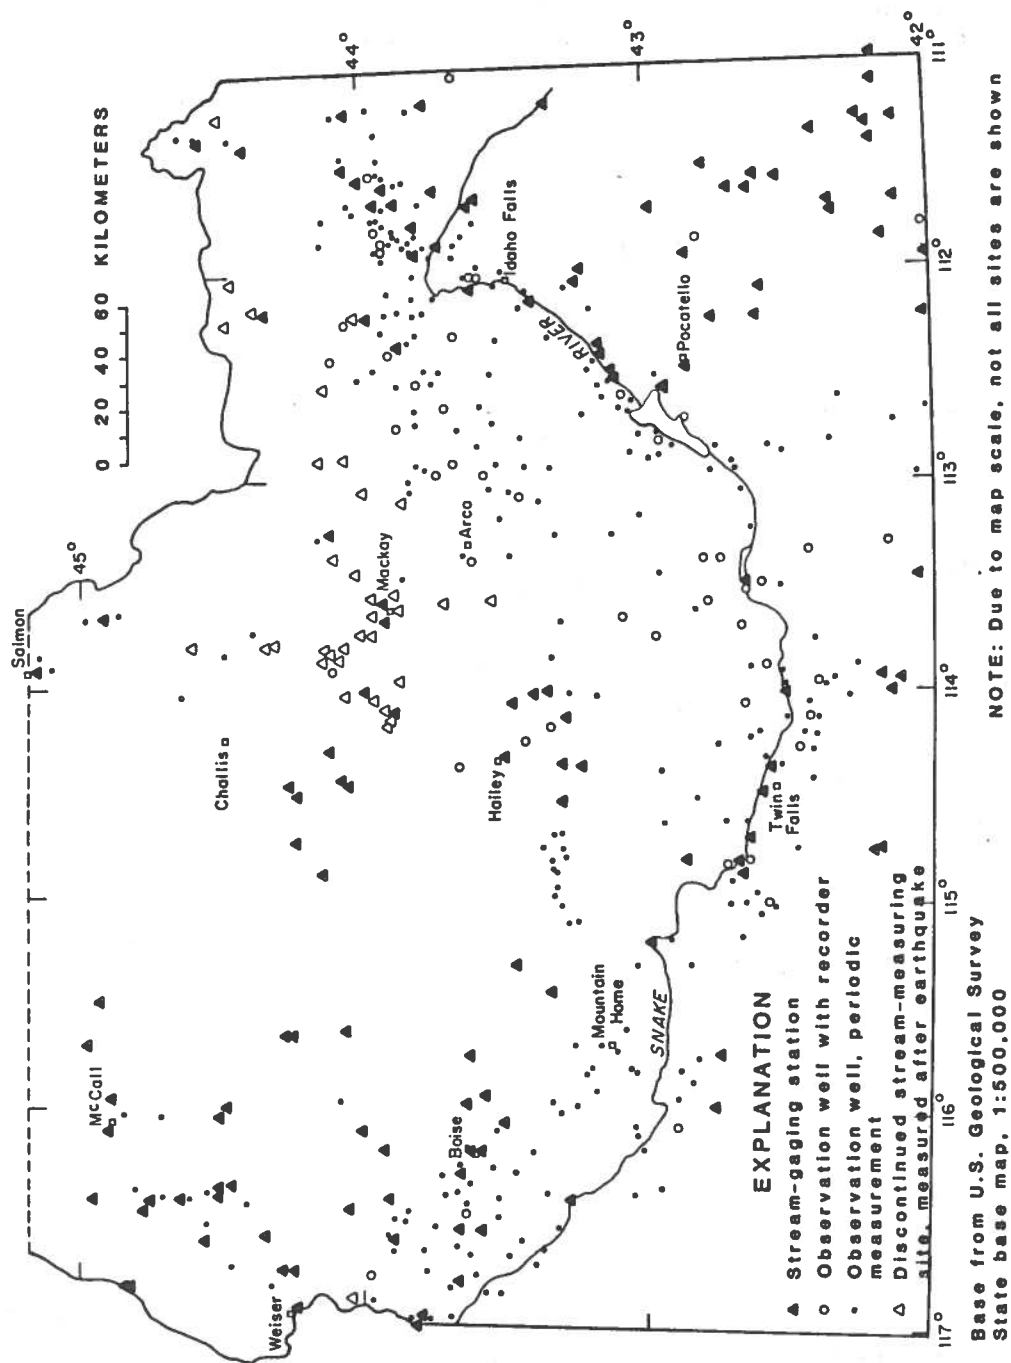 Salmon
45°
0 20 40 60 KILOMETERS
44°
43°
42°
McCall
Challis
Mackay
Arco
Idaho Falls
Weiser
Boise
Hailey
RIVER
Pocatello
Mountain
Home
SNAKE
Twin
Falls
117°
116°
115°
114°
113°
112°
111°
EXPLANATION
Stream-gaging station
Observation well with recorder
Observation well, periodic
measurement
Discontinued stream-measuring
site, measured after earthquake
Base from U.S. Geological Survey
State base map, 1:500,000
NOTE: Due to map scale, not all sites are shown